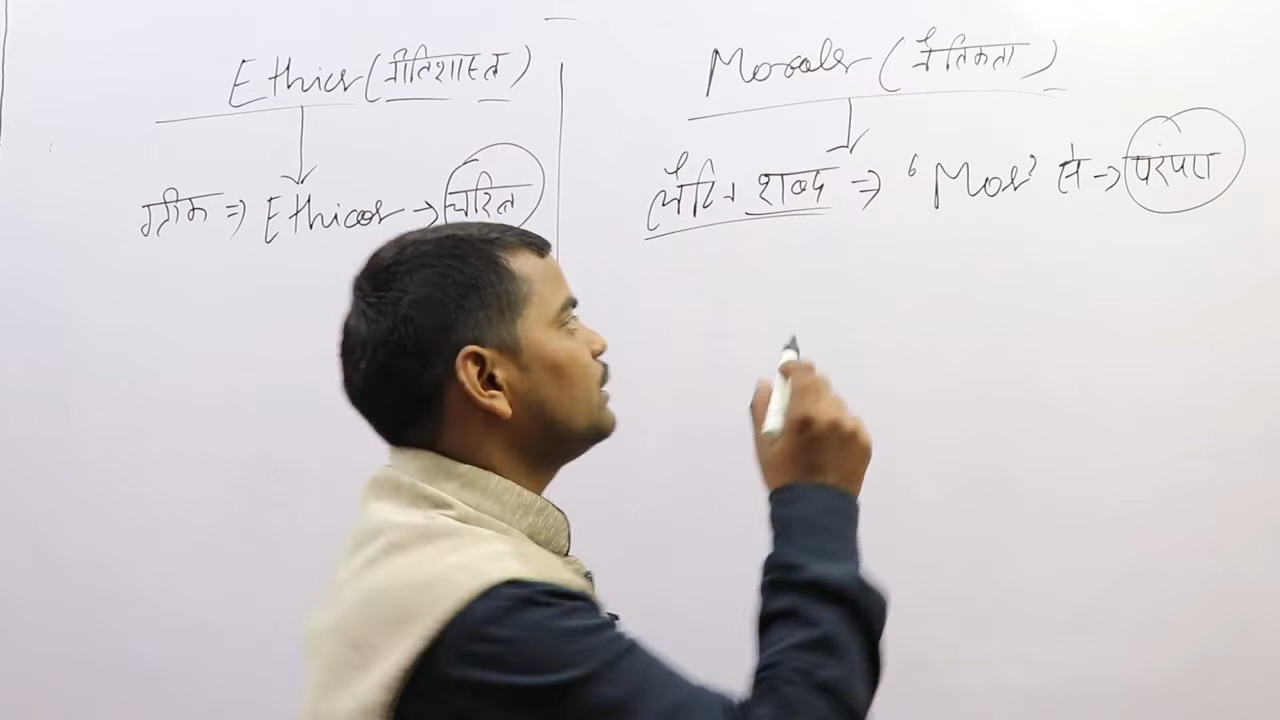 Ethics (नीतिशास्त्र)
ग्रीक ⇒ Ethicos → चरित्र
Morals (नैतिकता)
लैटिन शब्द ⇒ 'Mos' से → परंपरा